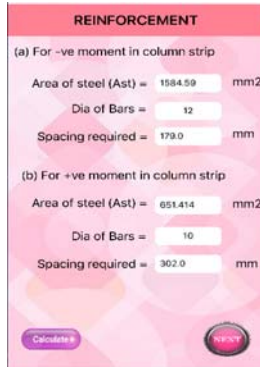 REINFORCEMENT
(a) For -ve moment in column strip
Area of steel (Ast) = 1584.59 mm2
Dia of Bars = 12
Spacing required = 179.0 mm
(b) For +ve moment in column strip
Area of steel (Ast) = 651.414 mm2
Dia of Bars = 10
Spacing required = 302.0 mm
Calculate
NEXT